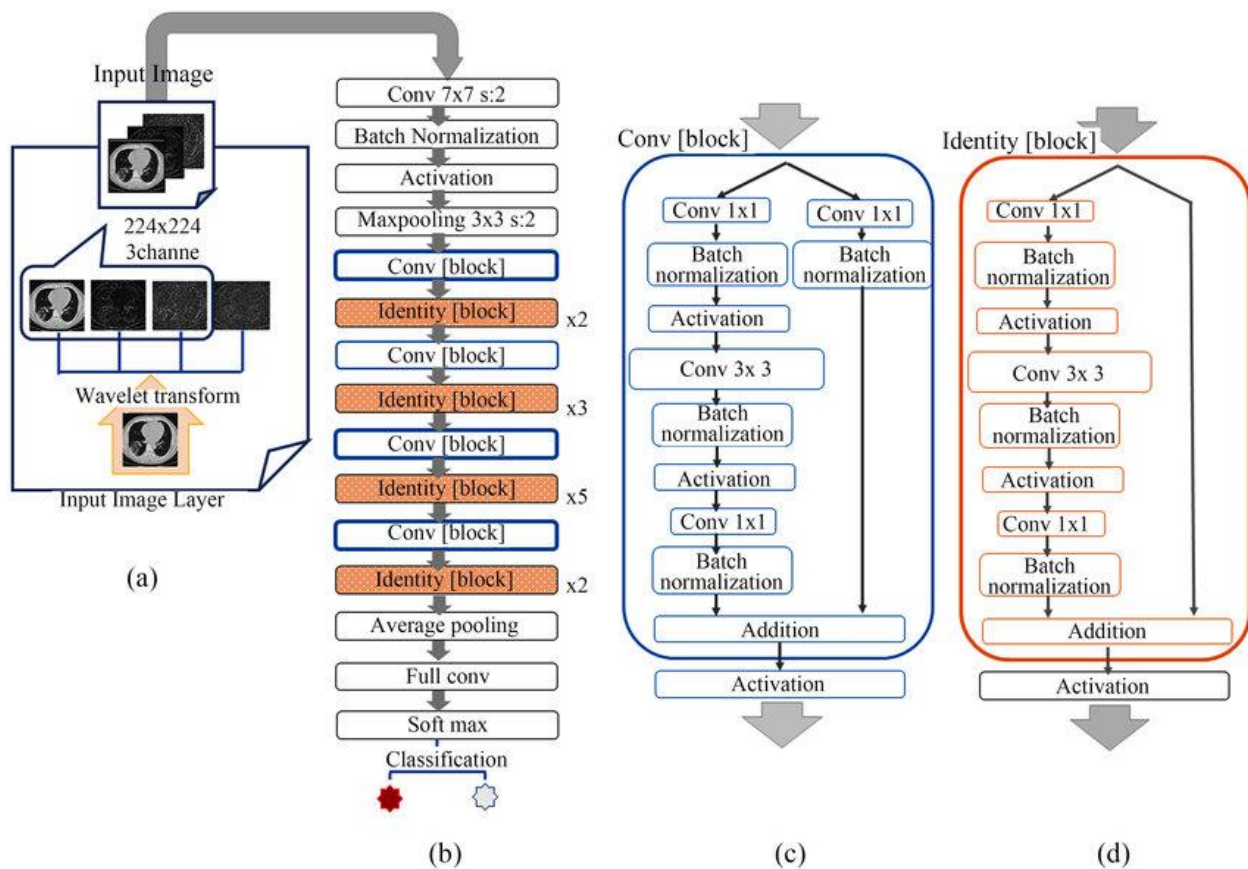 Input Image
224x224
3channe
Wavelet transform
Input Image Layer
(a)
Conv 7x7 s:2
Batch Normalization
Activation
Maxpooling 3x3 s:2
Conv [block]
Identity [block] x2
Conv [block]
Identity [block] x3
Conv [block]
Identity [block] x5
Conv [block]
Identity [block] x2
Average pooling
Full conv
Soft max
Classification
(b)
Conv [block]
Conv 1x1
Batch
normalization
Activation
Conv 3x 3
Batch
normalization
Activation
Conv 1x1
Batch
normalization
Conv 1x1
Batch
normalization
Addition
Activation
(c)
Identity [block]
Conv 1x1
Batch
normalization
Activation
Conv 3x 3
Batch
normalization
Activation
Conv 1x1
Batch
normalization
Addition
Activation
(d)